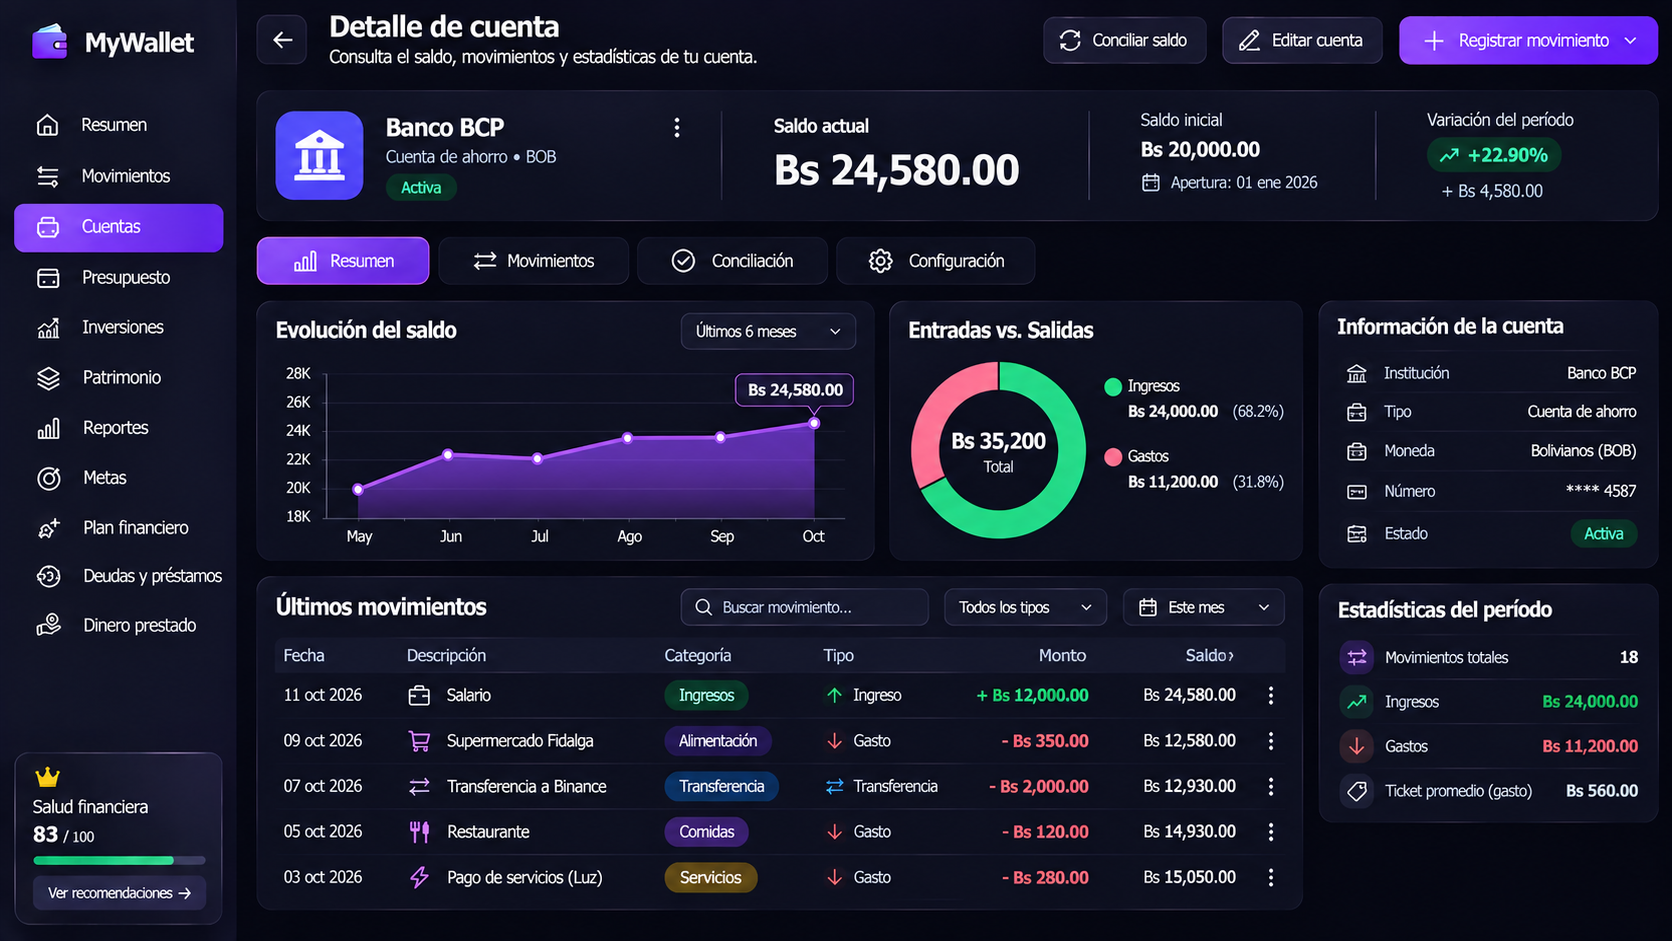 MyWallet
Resumen
Movimientos
Cuentas
Presupuesto
Inversiones
Patrimonio
Reportes
Metas
Plan financiero
Deudas y préstamos
Dinero prestado
Salud financiera
83 / 100
Ver recomendaciones →
Detalle de cuenta
Consulta el saldo, movimientos y estadísticas de tu cuenta.
Conciliar saldo
Editar cuenta
Registrar movimiento
Banco BCP
Cuenta de ahorro • BOB
Activa
Saldo actual
Bs 24,580.00
Saldo inicial
Bs 20,000.00
Apertura: 01 ene 2026
Variación del período
+22.90%
+ Bs 4,580.00
Resumen
Movimientos
Conciliación
Configuración
Evolución del saldo
Últimos 6 meses
28K
26K
24K
22K
20K
18K
Bs 24,580.00
May Jun Jul Ago Sep Oct
Entradas vs. Salidas
Bs 35,200
Total
Ingresos
Bs 24,000.00 (68.2%)
Gastos
Bs 11,200.00 (31.8%)
Información de la cuenta
Institución Banco BCP
Tipo Cuenta de ahorro
Moneda Bolivianos (BOB)
Número **** 4587
Estado Activa
Últimos movimientos
Buscar movimiento...
Todos los tipos
Este mes
Fecha Descripción Categoría Tipo Monto Saldo›
11 oct 2026 Salario Ingresos Ingreso + Bs 12,000.00 Bs 24,580.00
09 oct 2026 Supermercado Fidalga Alimentación Gasto - Bs 350.00 Bs 12,580.00
07 oct 2026 Transferencia a Binance Transferencia Transferencia - Bs 2,000.00 Bs 12,930.00
05 oct 2026 Restaurante Comidas Gasto - Bs 120.00 Bs 14,930.00
03 oct 2026 Pago de servicios (Luz) Servicios Gasto - Bs 280.00 Bs 15,050.00
Estadísticas del período
Movimientos totales 18
Ingresos Bs 24,000.00
Gastos Bs 11,200.00
Ticket promedio (gasto) Bs 560.00